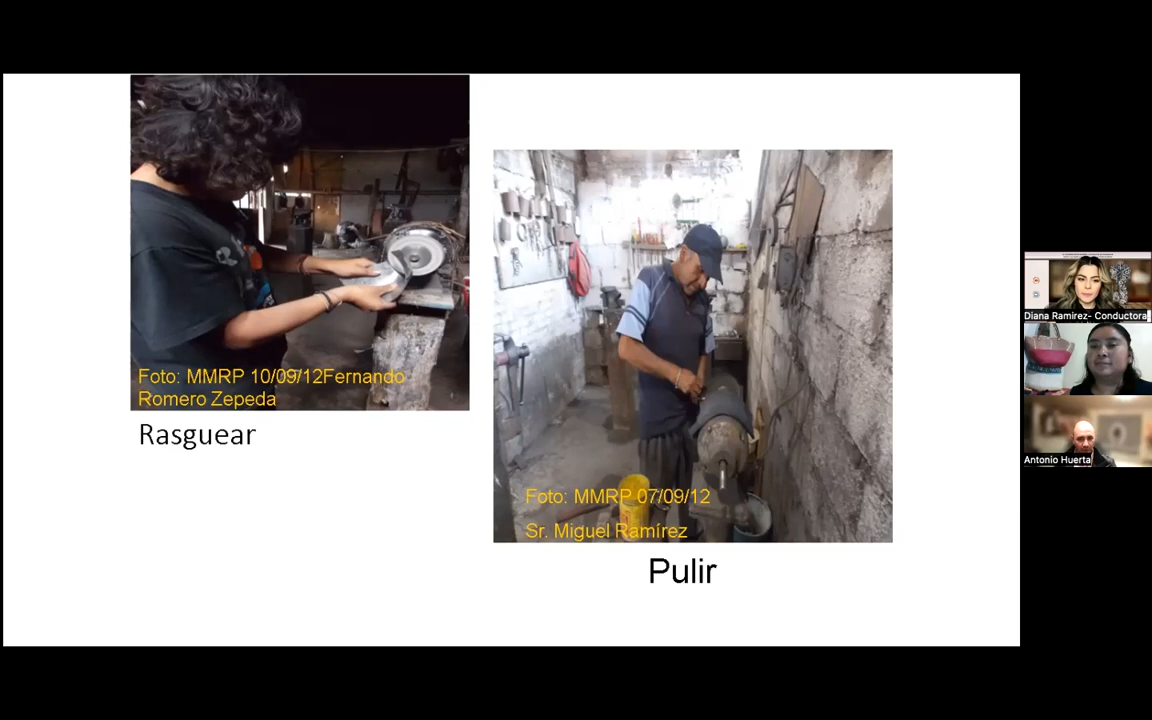 Foto: MMRP 10/09/12Fernando
Romero Zepeda
Rasguear
Foto: MMRP 07/09/12
Sr. Miguel Ramírez
Pulir
Diana Ramirez- Conductora
Antonio Huerta